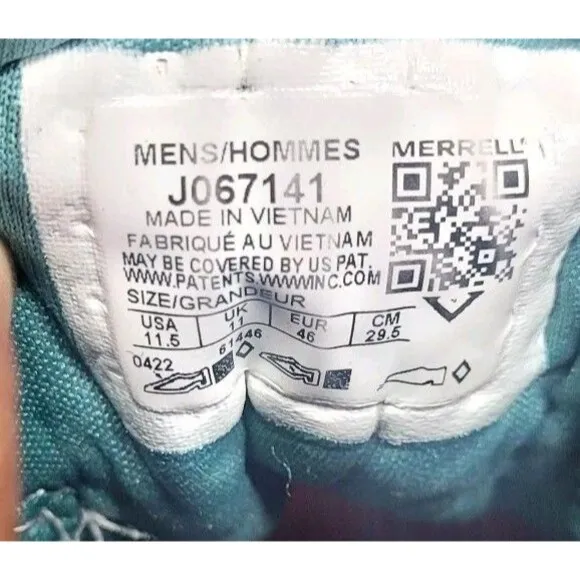 MENS/HOMMES
MERRELL
J067141
MADE IN VIETNAM
FABRIQUÉ AU VIETNAM
MAY BE COVERED BY US PAT.
WWW.PATENTS.WWWINC.COM
SIZE/GRANDEUR
USA UK EUR CM
11.5 11 46 29.5
0422 61446